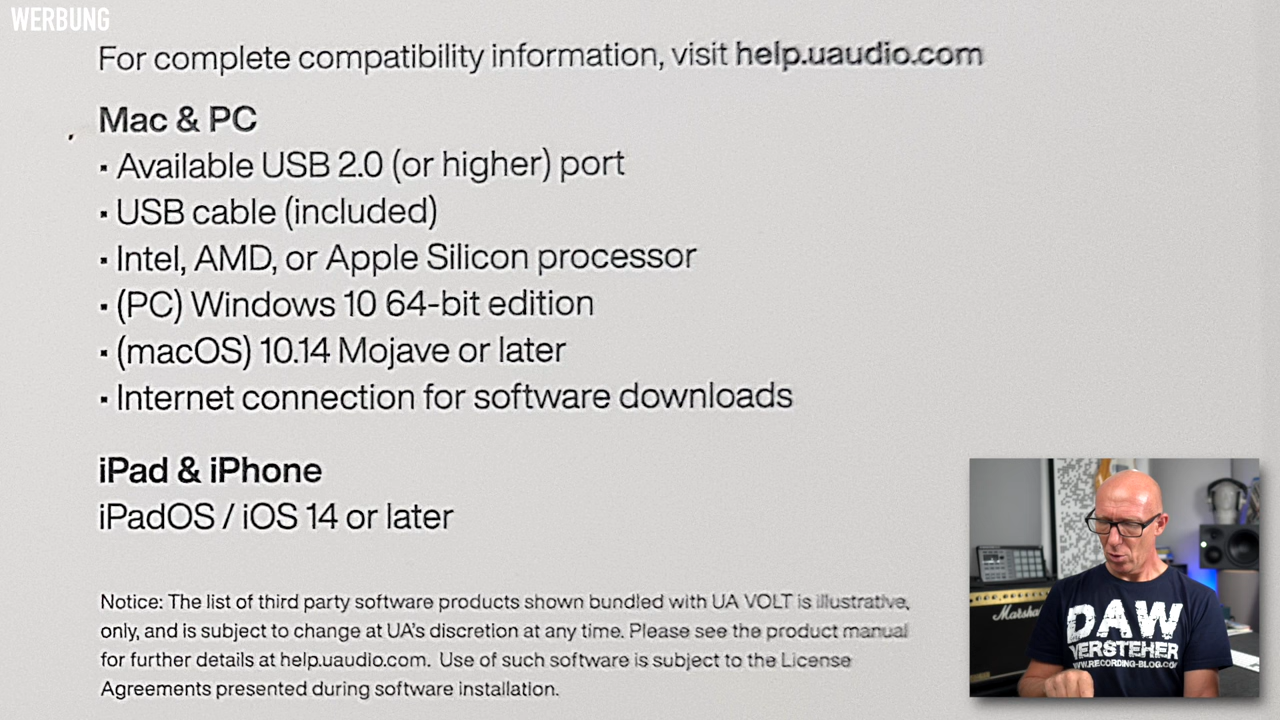 WERBUNG
For complete compatibility information, visit help.uaudio.com
Mac & PC
· Available USB 2.0 (or higher) port
· USB cable (included)
· Intel, AMD, or Apple Silicon processor
· (PC) Windows 10 64-bit edition
· (macOS) 10.14 Mojave or later
· Internet connection for software downloads
iPad & iPhone
iPadOS / iOS 14 or later
Notice: The list of third party software products shown bundled with UA VOLT is illustrative,
only, and is subject to change at UA's discretion at any time. Please see the product manual
for further details at help.uaudio.com. Use of such software is subject to the License
Agreements presented during software installation.
Marshall
DAW
VERSTEHER
WWW.RECORDING-BLOG.COM